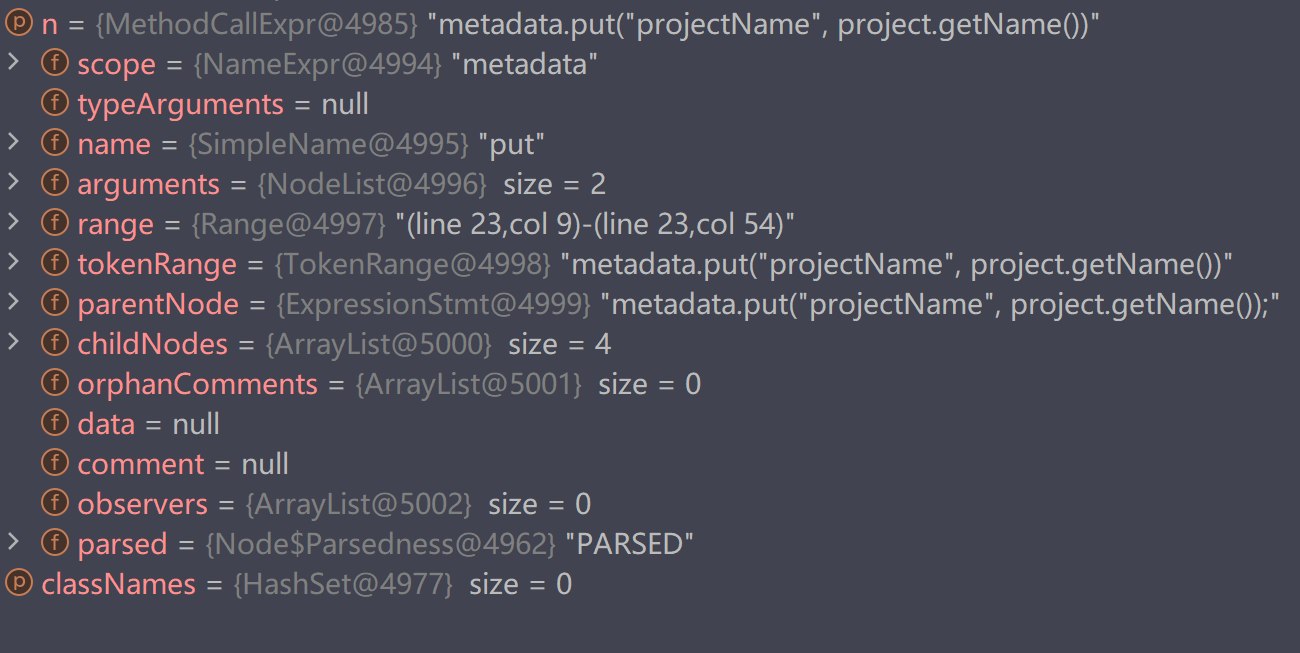 p n = {MethodCallExpr@4985} "metadata.put("projectName", project.getName())"
f scope = {NameExpr@4994} "metadata"
f typeArguments = null
f name = {SimpleName@4995} "put"
f arguments = {NodeList@4996} size = 2
f range = {Range@4997} "(line 23,col 9)-(line 23,col 54)"
f tokenRange = {TokenRange@4998} "metadata.put("projectName", project.getName())"
f parentNode = {ExpressionStmt@4999} "metadata.put("projectName", project.getName());"
f childNodes = {ArrayList@5000} size = 4
f orphanComments = {ArrayList@5001} size = 0
f data = null
f comment = null
f observers = {ArrayList@5002} size = 0
f parsed = {Node$Parsedness@4962} "PARSED"
p classNames = {HashSet@4977} size = 0